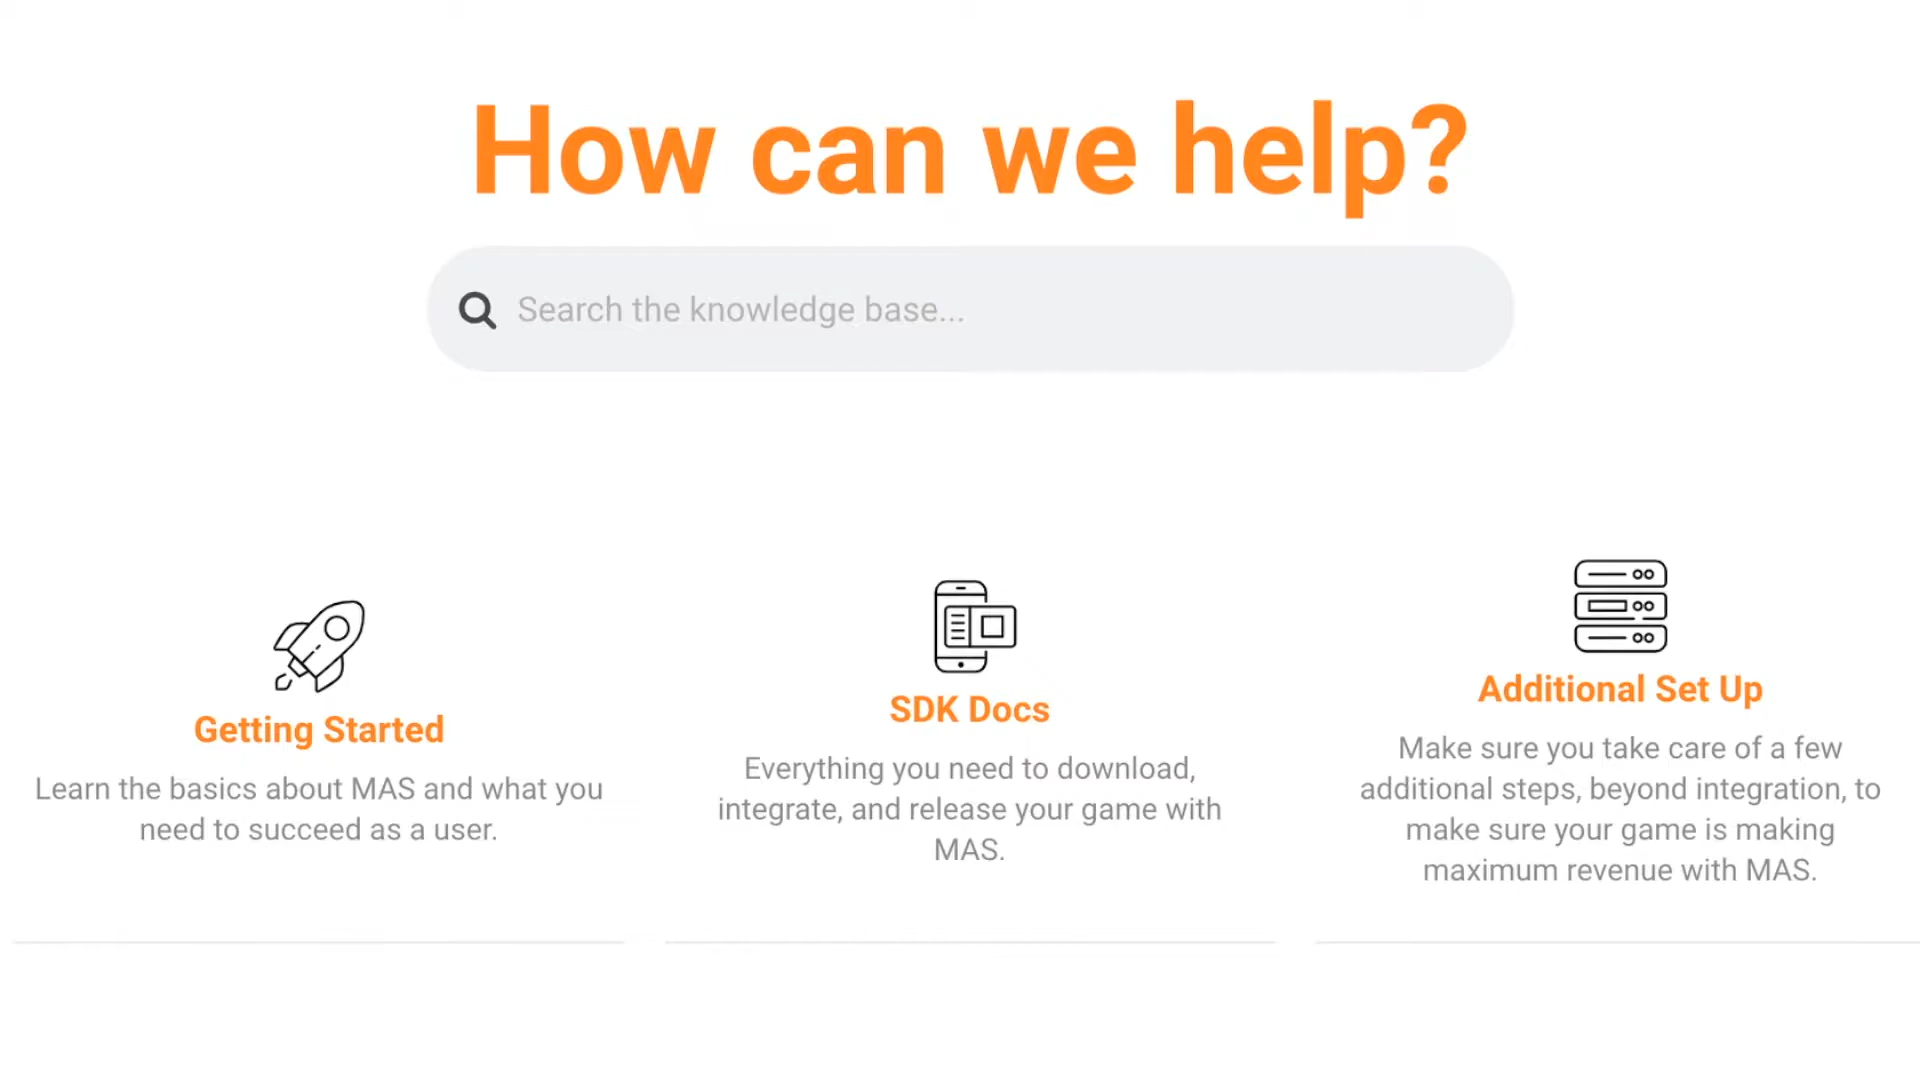 How can we help?
Search the knowledge base...
Getting Started
Learn the basics about MAS and what you
need to succeed as a user.
SDK Docs
Everything you need to download,
integrate, and release your game with
MAS.
Additional Set Up
Make sure you take care of a few
additional steps, beyond integration, to
make sure your game is making
maximum revenue with MAS.